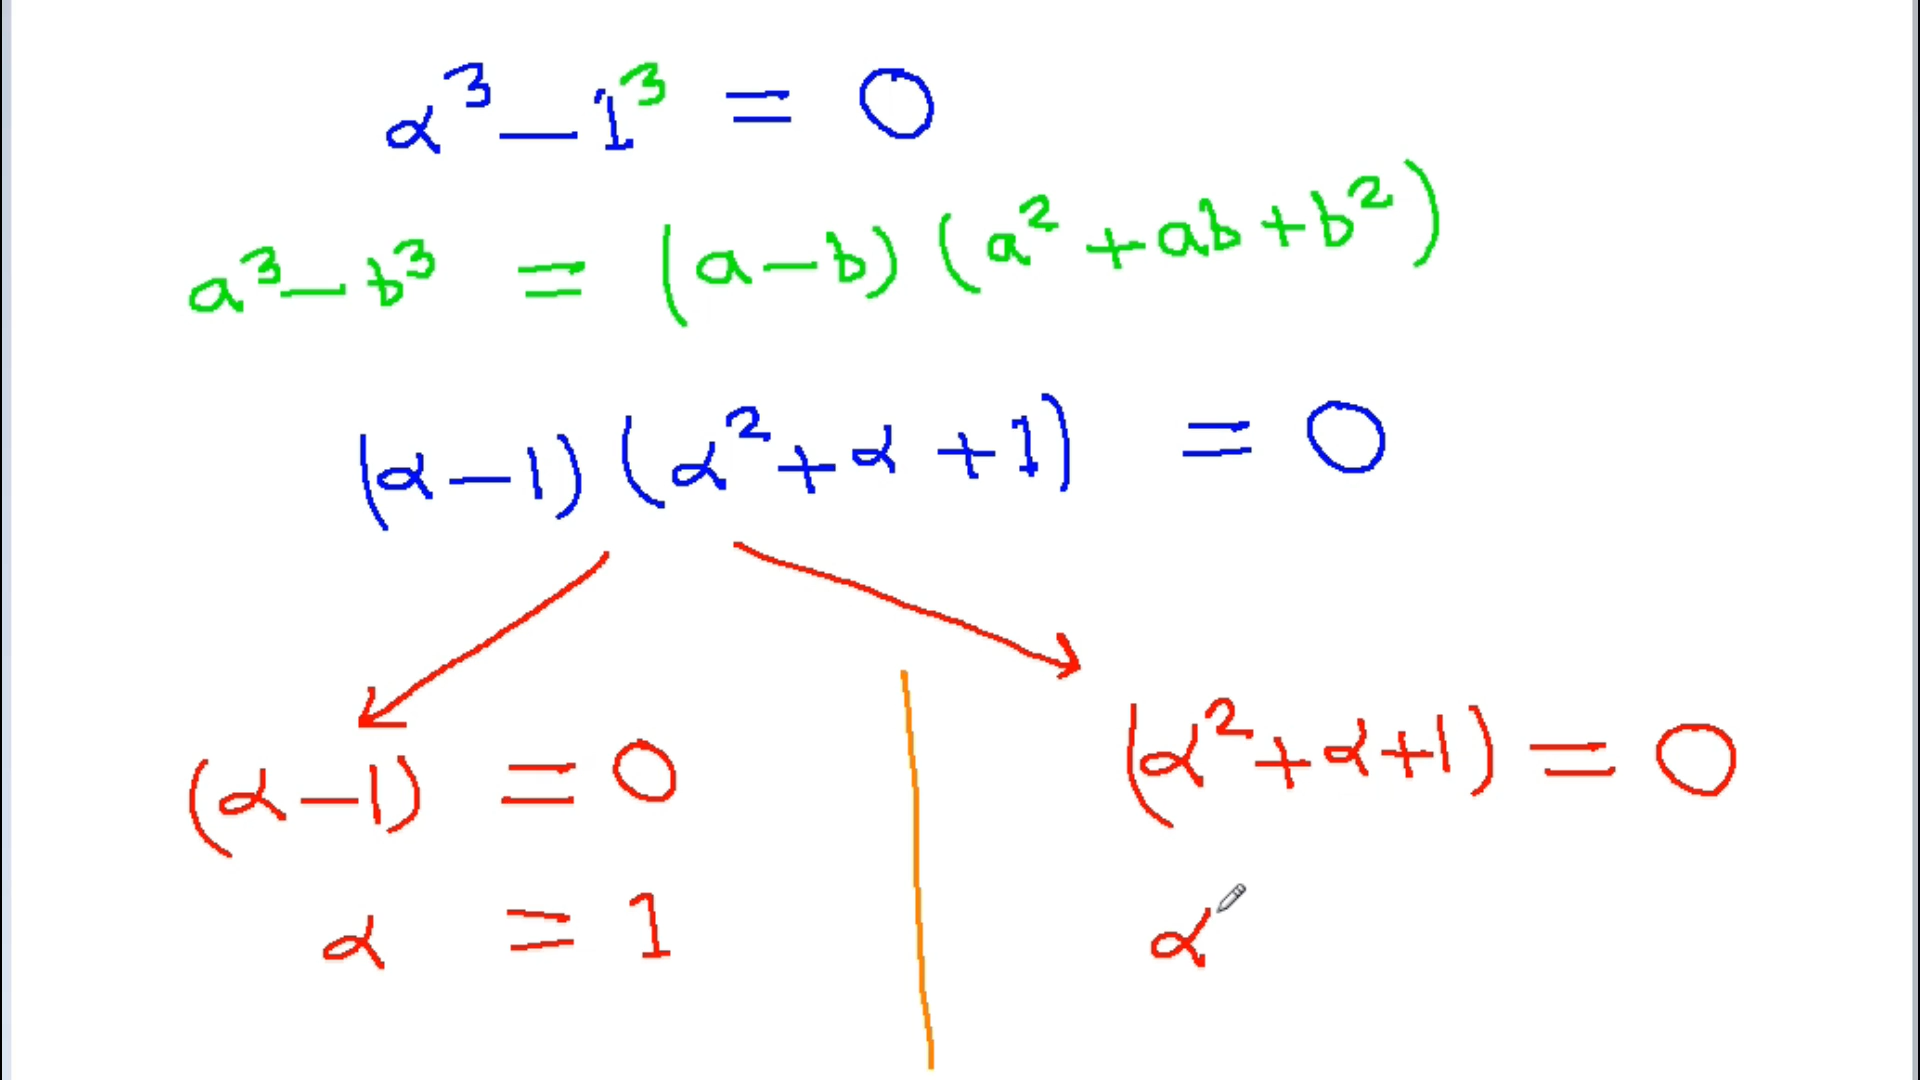 α³ – 1³ = 0
a³ – b³ = (a – b) (a² + ab + b²)
(α – 1) (α² + α + 1) = 0
(α – 1) = 0
α = 1
(α² + α + 1) = 0
α